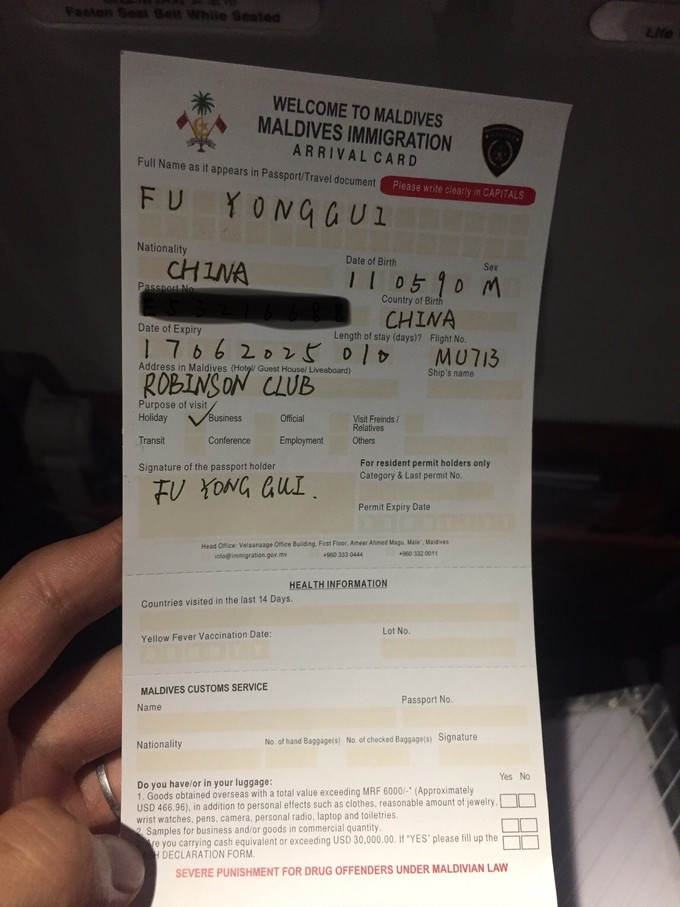 Fasten Seat Belt While Seated
Life
WELCOME TO MALDIVES
MALDIVES IMMIGRATION
ARRIVAL CARD
Full Name as it appears in Passport/Travel document
Please write clearly in CAPITALS
FU YONGGUI
Nationality Date of Birth Sex
CHINA 110590 M
Passport No Country of Birth
CHINA
Date of Expiry Length of stay (days)? Flight No.
17062025 010 MU713
Address in Maldives (Hotel/ Guest House/ Liveaboard) Ship's name
ROBINSON CLUB
Purpose of visit
Holiday ✓ Business Official Visit Freinds / Relatives
Transit Conference Employment Others
Signature of the passport holder
FU YONG GUI.
For resident permit holders only
Category & Last permit No.
Permit Expiry Date
Head Office: Velaanaage Office Building, First Floor, Ameer Ahmed Magu, Male', Maldives
info@immigration.gov.mv +960 333 0444 +960 332 0011
HEALTH INFORMATION
Countries visited in the last 14 Days.
Yellow Fever Vaccination Date: Lot No.
MALDIVES CUSTOMS SERVICE
Name Passport No.
Nationality No. of hand Baggage(s) No. of checked Baggage(s) Signature
Do you have/or in your luggage: Yes No
1. Goods obtained overseas with a total value exceeding MRF 6000/-" (Approximately
USD 466.96), in addition to personal effects such as clothes, reasonable amount of jewelry,
wrist watches, pens, camera, personal radio, laptop and toiletries.
2. Samples for business and/or goods in commercial quantity.
Are you carrying cash equivalent or exceeding USD 30,000.00. If "YES" please fill up the
DECLARATION FORM.
SEVERE PUNISHMENT FOR DRUG OFFENDERS UNDER MALDIVIAN LAW